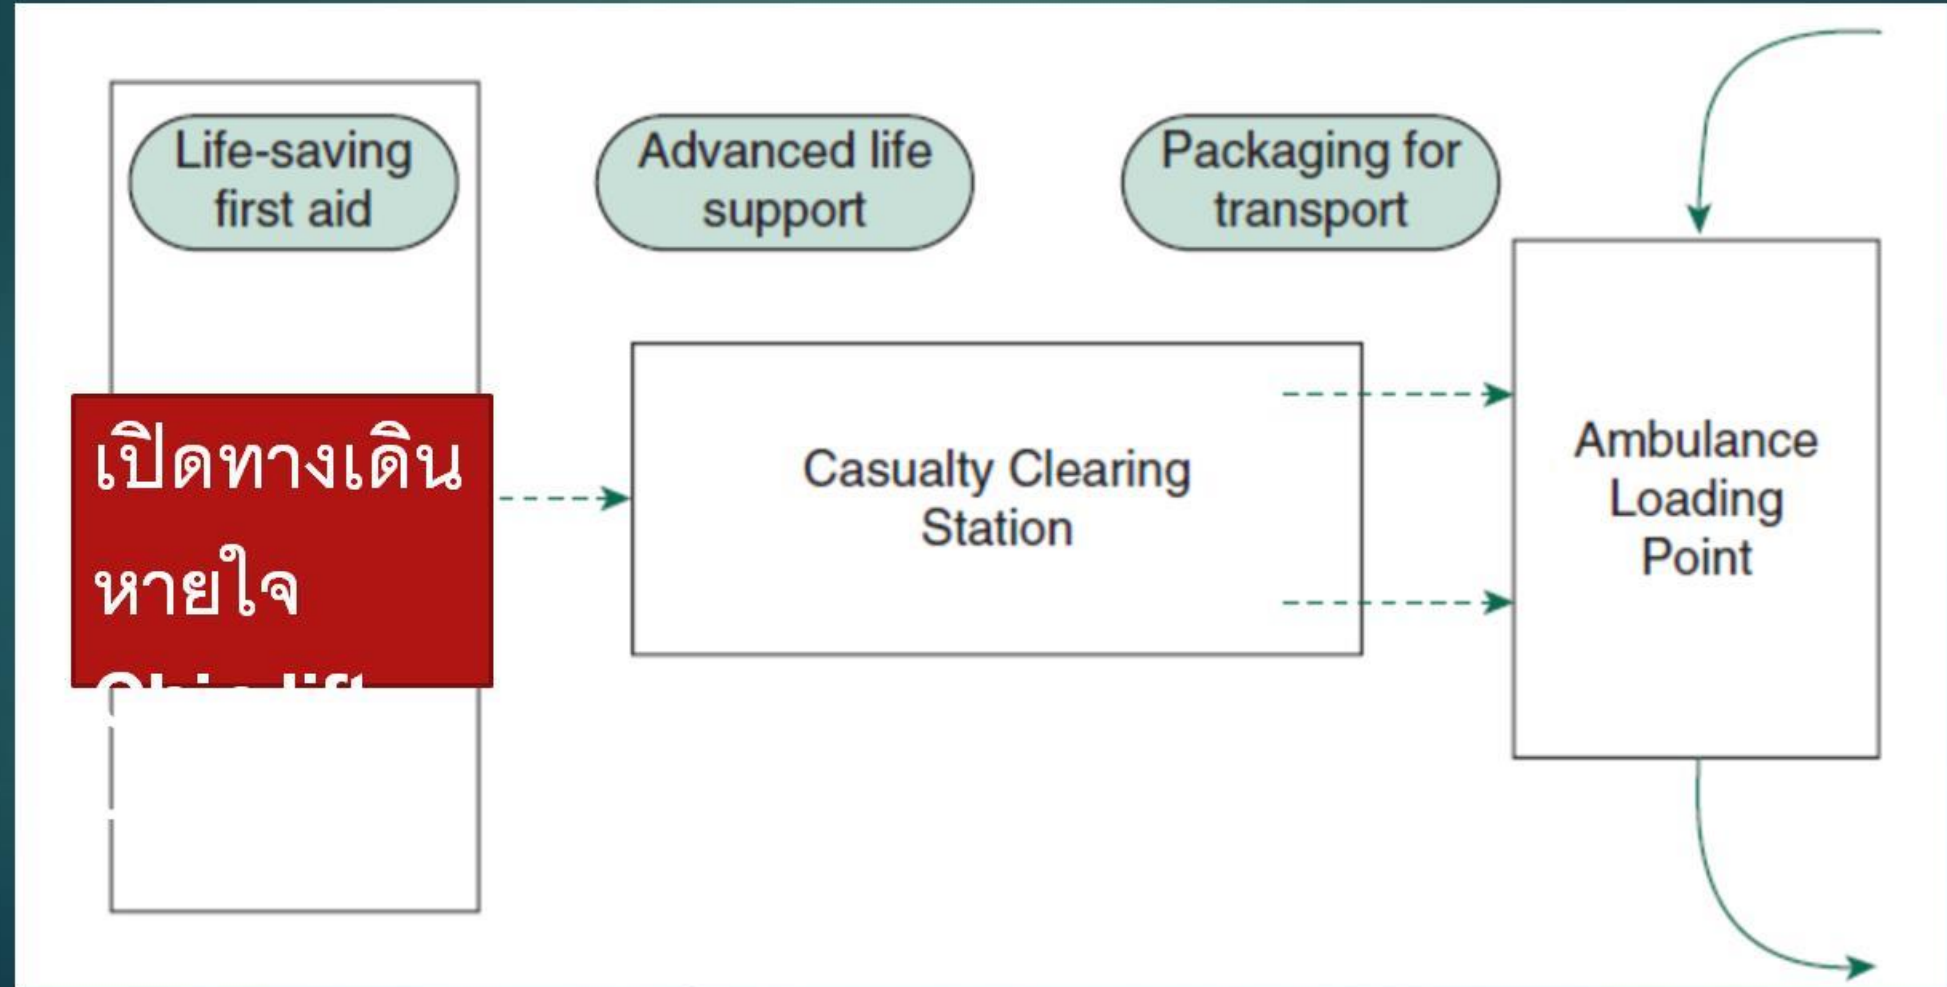 Life-saving
first aid
Advanced life
support
Packaging for
transport
เปิดทางเดิน
หายใจ
lift
Casualty Clearing
Station
Ambulance
Loading
Point